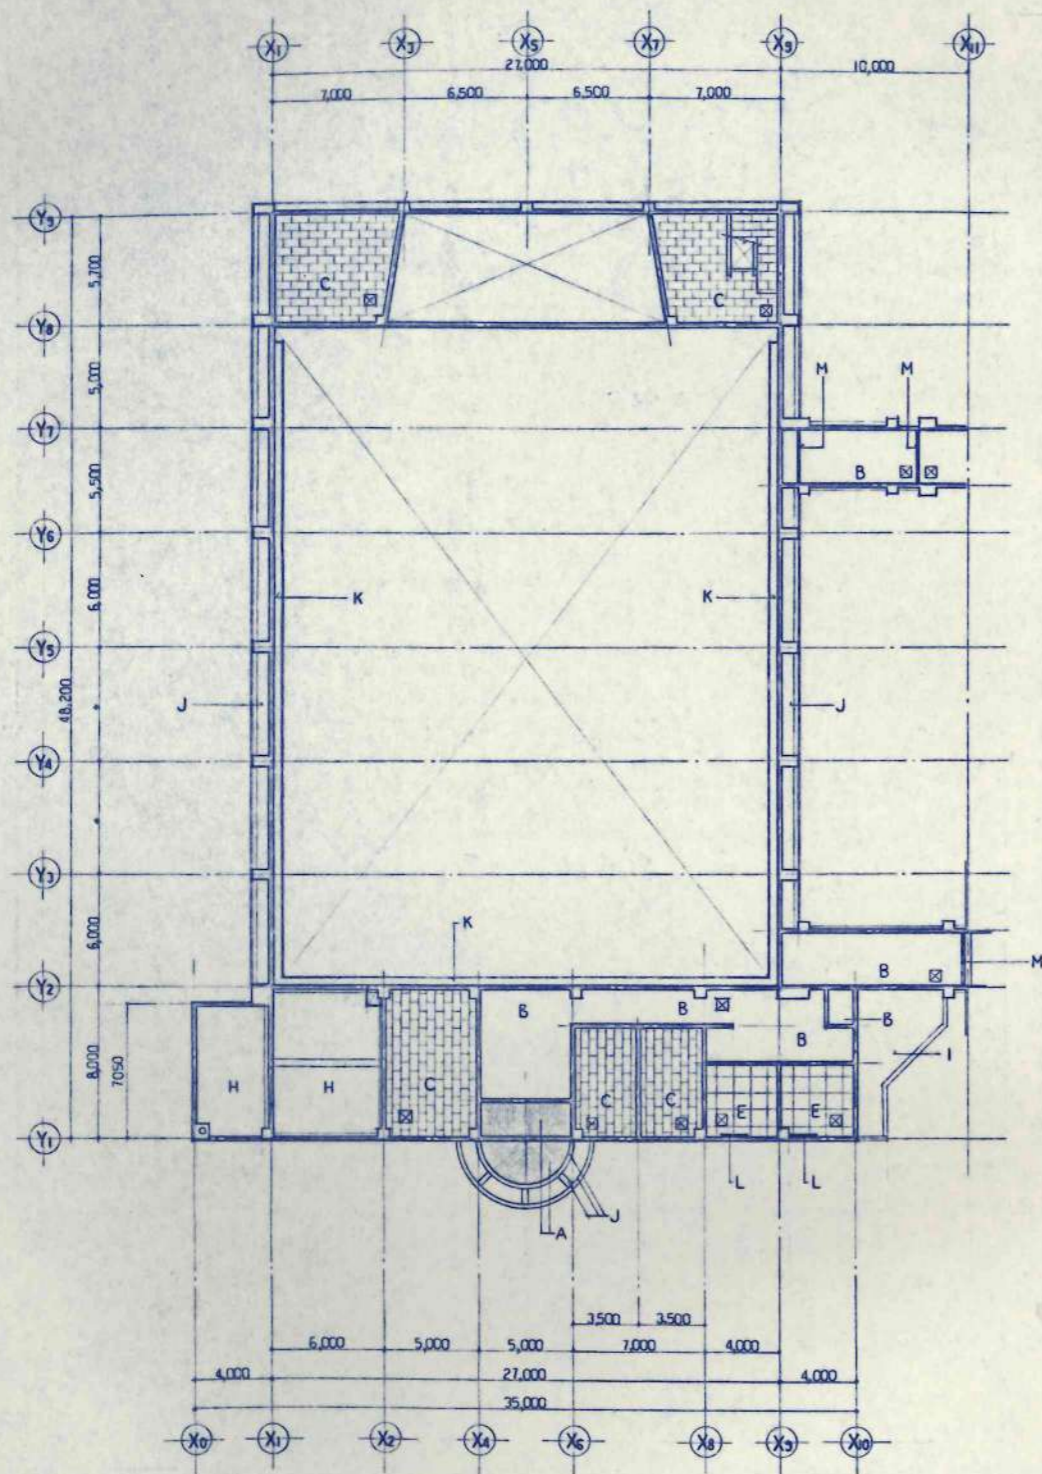 X1 X3 X5 X7 X9 X11
27,000 10,000
7,000 6,500 6,500 7,000
Y9
5,700
C C
Y8
5,000
M M
Y7
B
5,500
Y6
6,000
K K
Y5
48,200
J J
Y4
Y3
6,000
K
B M
Y2
B B B
B I
8,000
7050
H H C C C E E
Y1
L L
J
A
3,500 3,500
6,000 5,000 5,000 7,000 4,000
4,000 27,000 4,000
35,000
X0 X1 X2 X4 X6 X8 X9 X10